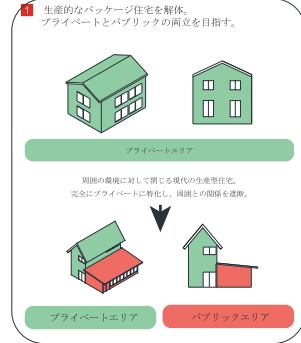 1 生産的なパッケージ住宅を解体。
プライベートとパブリックの両立を目指す。
プライベートエリア
周囲の環境に対して閉じる現代の生産型住宅。
完全にプライベートに特化し、周囲との関係を遮断。
プライベートエリア
パブリックエリア